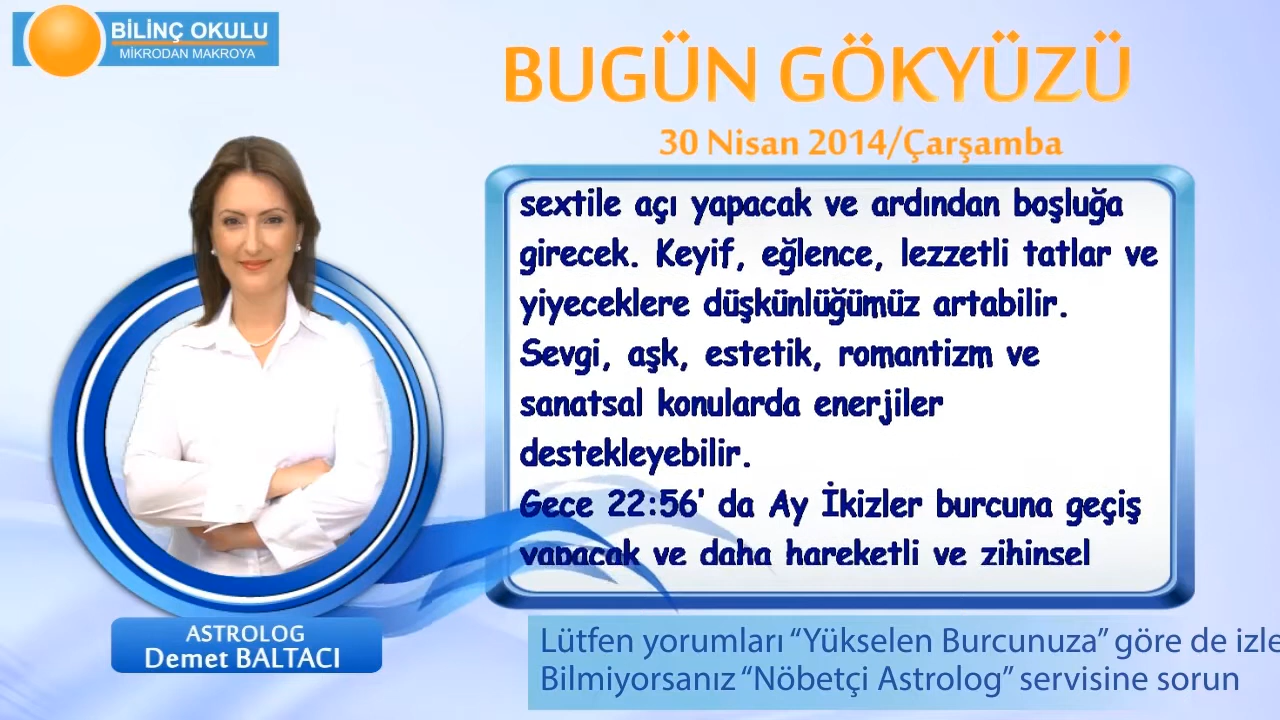 BİLİNÇ OKULU
MİKRODAN MAKROYA
BUGÜN GÖKYÜZÜ
30 Nisan 2014/Çarşamba
sextile açı yapacak ve ardından boşluğa
girecek. Keyif, eğlence, lezzetli tatlar ve
yiyeceklere düşkünlüğümüz artabilir.
Sevgi, aşk, estetik, romantizm ve
sanatsal konularda enerjiler
destekleyebilir.
Gece 22:56' da Ay İkizler burcuna geçiş
yapacak ve daha hareketli ve zihinsel
ASTROLOG
Demet BALTACI
Lütfen yorumları “Yükselen Burcunuza” göre de izle
Bilmiyorsanız “Nöbetçi Astrolog” servisine sorun